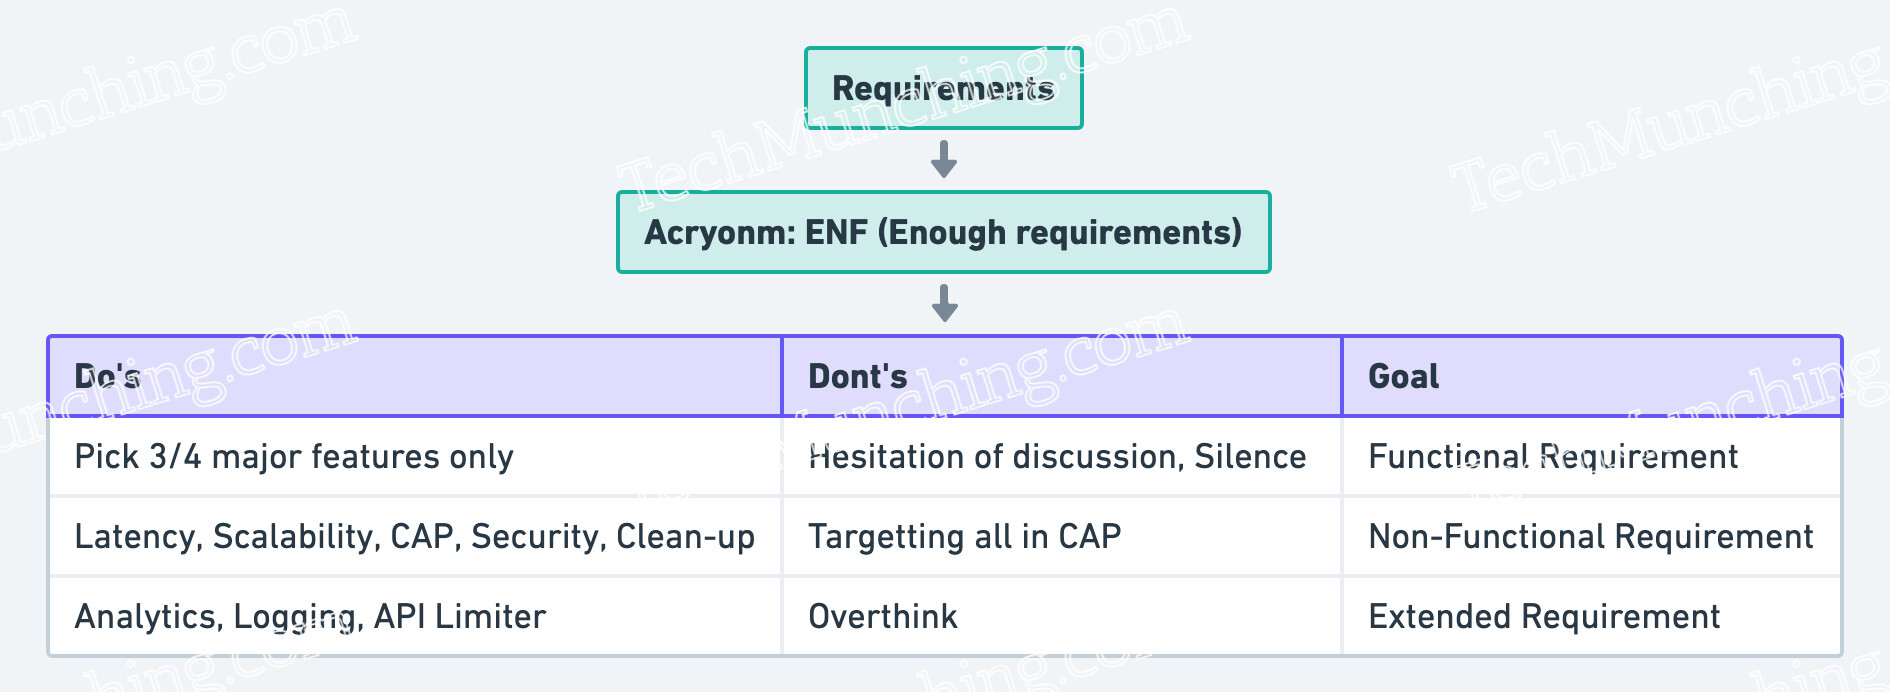 Requirements
Acryonm: ENF (Enough requirements)
Do's Dont's Goal
Pick 3/4 major features only Hesitation of discussion, Silence Functional Requirement
Latency, Scalability, CAP, Security, Clean-up Targetting all in CAP Non-Functional Requirement
Analytics, Logging, API Limiter Overthink Extended Requirement
TechMunching.com